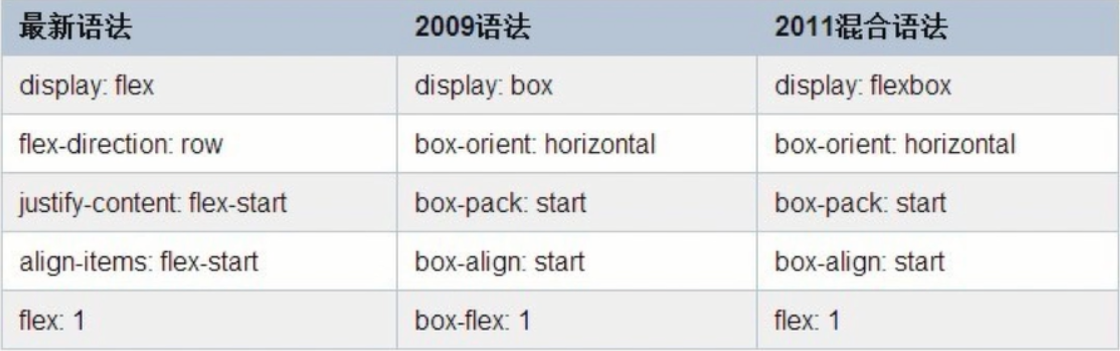 最新语法 2009语法 2011混合语法
display: flex display: box display: flexbox
flex-direction: row box-orient: horizontal box-orient: horizontal
justify-content: flex-start box-pack: start box-pack: start
align-items: flex-start box-align: start box-align: start
flex: 1 box-flex: 1 flex: 1